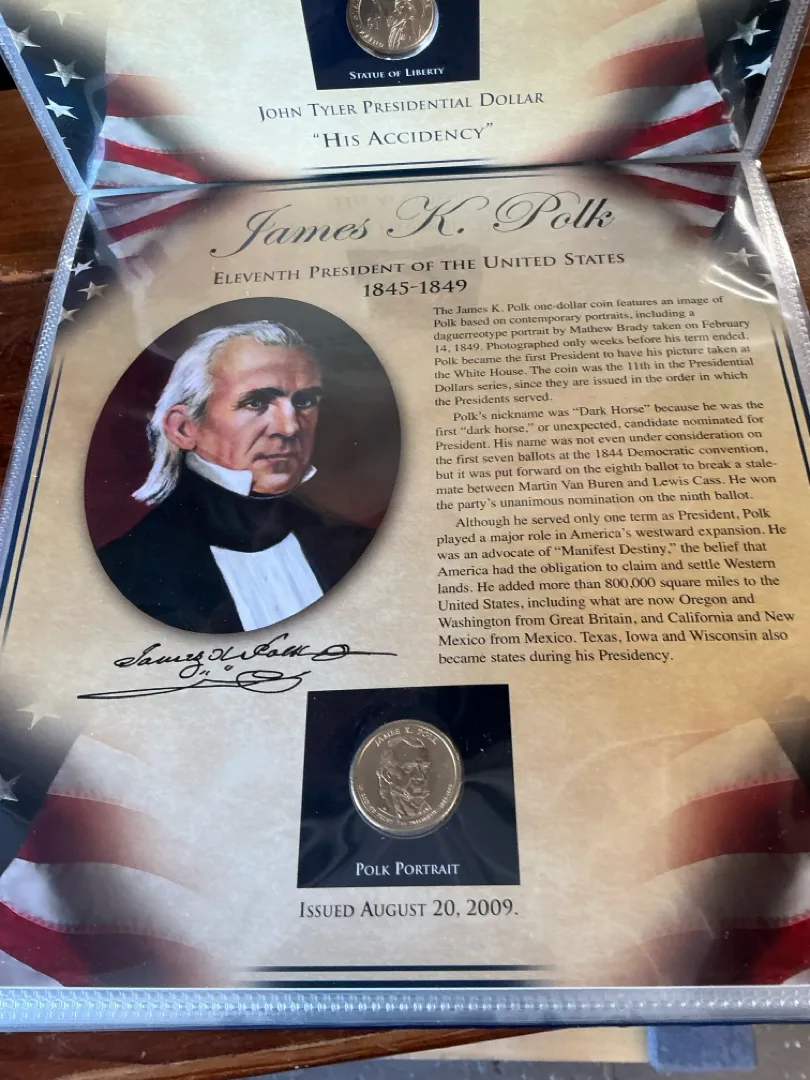 STATUE OF LIBERTY
JOHN TYLER PRESIDENTIAL DOLLAR
"HIS ACCIDENCY"
James K. Polk
ELEVENTH PRESIDENT OF THE UNITED STATES
1845-1849
The James K. Polk one-dollar coin features an image of
Polk based on contemporary portraits, including a
daguerreotype portrait by Mathew Brady taken on February
14, 1849. Photographed only weeks before his term ended,
Polk became the first President to have his picture taken at
the White House. The coin was the 11th in the Presidential
Dollars series, since they are issued in the order in which
the Presidents served.
Polk's nickname was "Dark Horse" because he was the
first "dark horse," or unexpected, candidate nominated for
President. His name was not even under consideration on
the first seven ballots at the 1844 Democratic convention,
but it was put forward on the eighth ballot to break a stale-
mate between Martin Van Buren and Lewis Cass. He won
the party's unanimous nomination on the ninth ballot.
Although he served only one term as President, Polk
played a major role in America's westward expansion. He
was an advocate of "Manifest Destiny," the belief that
America had the obligation to claim and settle Western
lands. He added more than 800,000 square miles to the
United States, including what are now Oregon and
Washington from Great Britain, and California and New
Mexico from Mexico. Texas, Iowa and Wisconsin also
became states during his Presidency.
James K Polk
JAMES K. POLK
POLK PORTRAIT
ISSUED AUGUST 20, 2009.